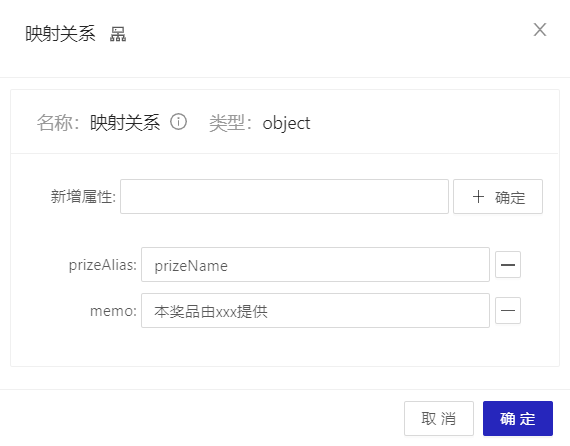 映射关系
名称: 映射关系 类型: object
新增属性: 确定
prizeAlias: prizeName
memo: 本奖品由xxx提供
取 消 确 定